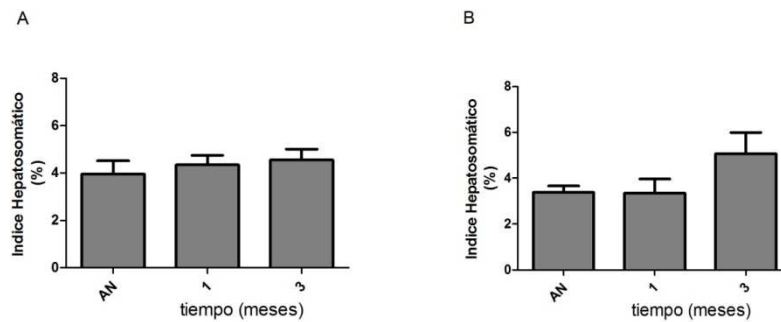 A
Indice Hepatosomático
(%)
8
6
4
2
0
AN
1
3
tiempo (meses)
B
Indice Hepatosomático
(%)
8
6
4
2
0
AN
1
3
tiempo (meses)